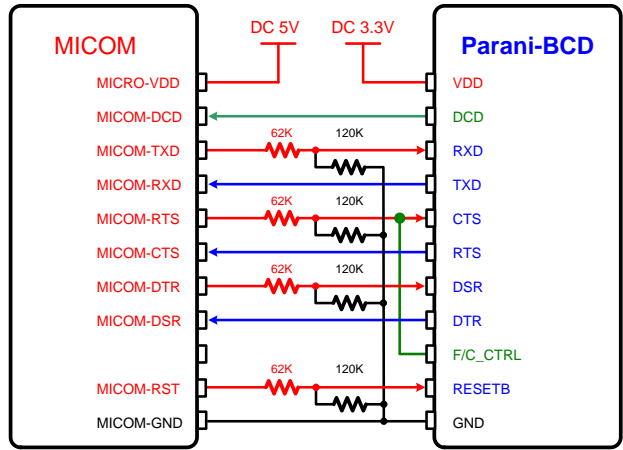 DC 5V DC 3.3V
MICOM Parani-BCD
MICRO-VDD VDD
MICOM-DCD DCD
62K 120K
MICOM-TXD RXD
MICOM-RXD TXD
62K 120K
MICOM-RTS CTS
MICOM-CTS RTS
62K 120K
MICOM-DTR DSR
MICOM-DSR DTR
F/C_CTRL
62K 120K
MICOM-RST RESETB
MICOM-GND GND